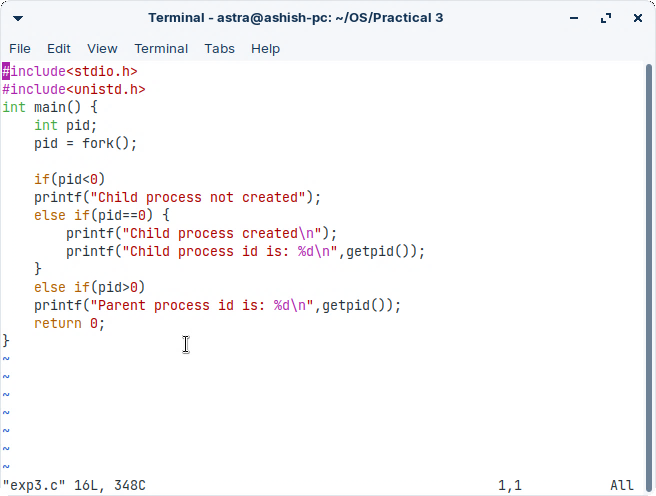 Terminal - astra@ashish-pc: ~/OS/Practical 3
File Edit View Terminal Tabs Help
#include<stdio.h>
#include<unistd.h>
int main() {
    int pid;
    pid = fork();

    if(pid<0)
    printf("Child process not created");
    else if(pid==0) {
        printf("Child process created\n");
        printf("Child process id is: %d\n",getpid());
    }
    else if(pid>0)
    printf("Parent process id is: %d\n",getpid());
    return 0;
}
~
~
~
~
~
~
~
"exp3.c" 16L, 348C 1,1 All